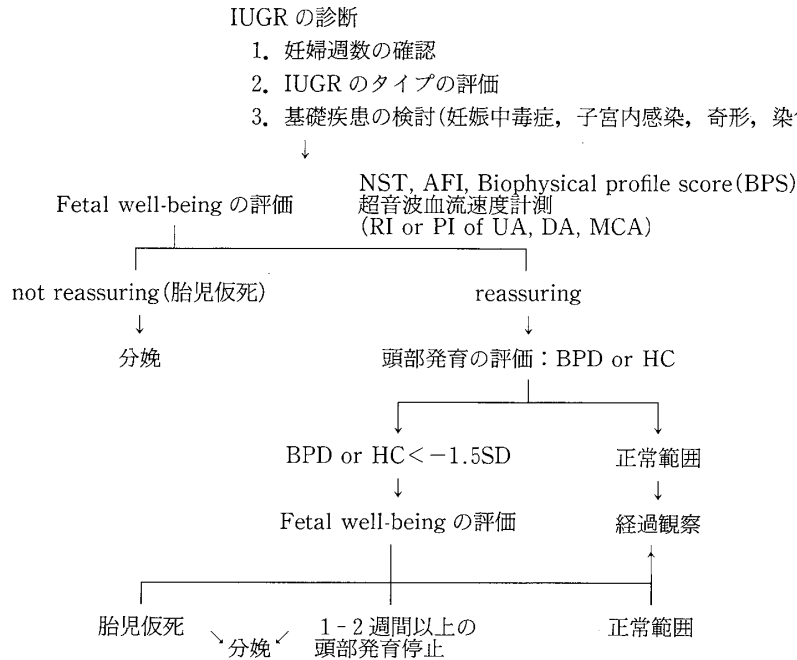 IUGR の診断
1. 妊婦週数の確認
2. IUGR のタイプの評価
3. 基礎疾患の検討(妊娠中毒症，子宮内感染，奇形，
NST, AFI, Biophysical profile score(BPS)
Fetal well-being の評価
超音波血流速度計測
(RI or PI of UA, DA, MCA)
not reassuring(胎児仮死)
reassuring
分娩
頭部発育の評価：BPD or HC
BPD or HC＜－1.5SD
正常範囲
Fetal well-being の評価
経過観察
胎児仮死
1‐2週間以上の
頭部発育停止
正常範囲
分娩